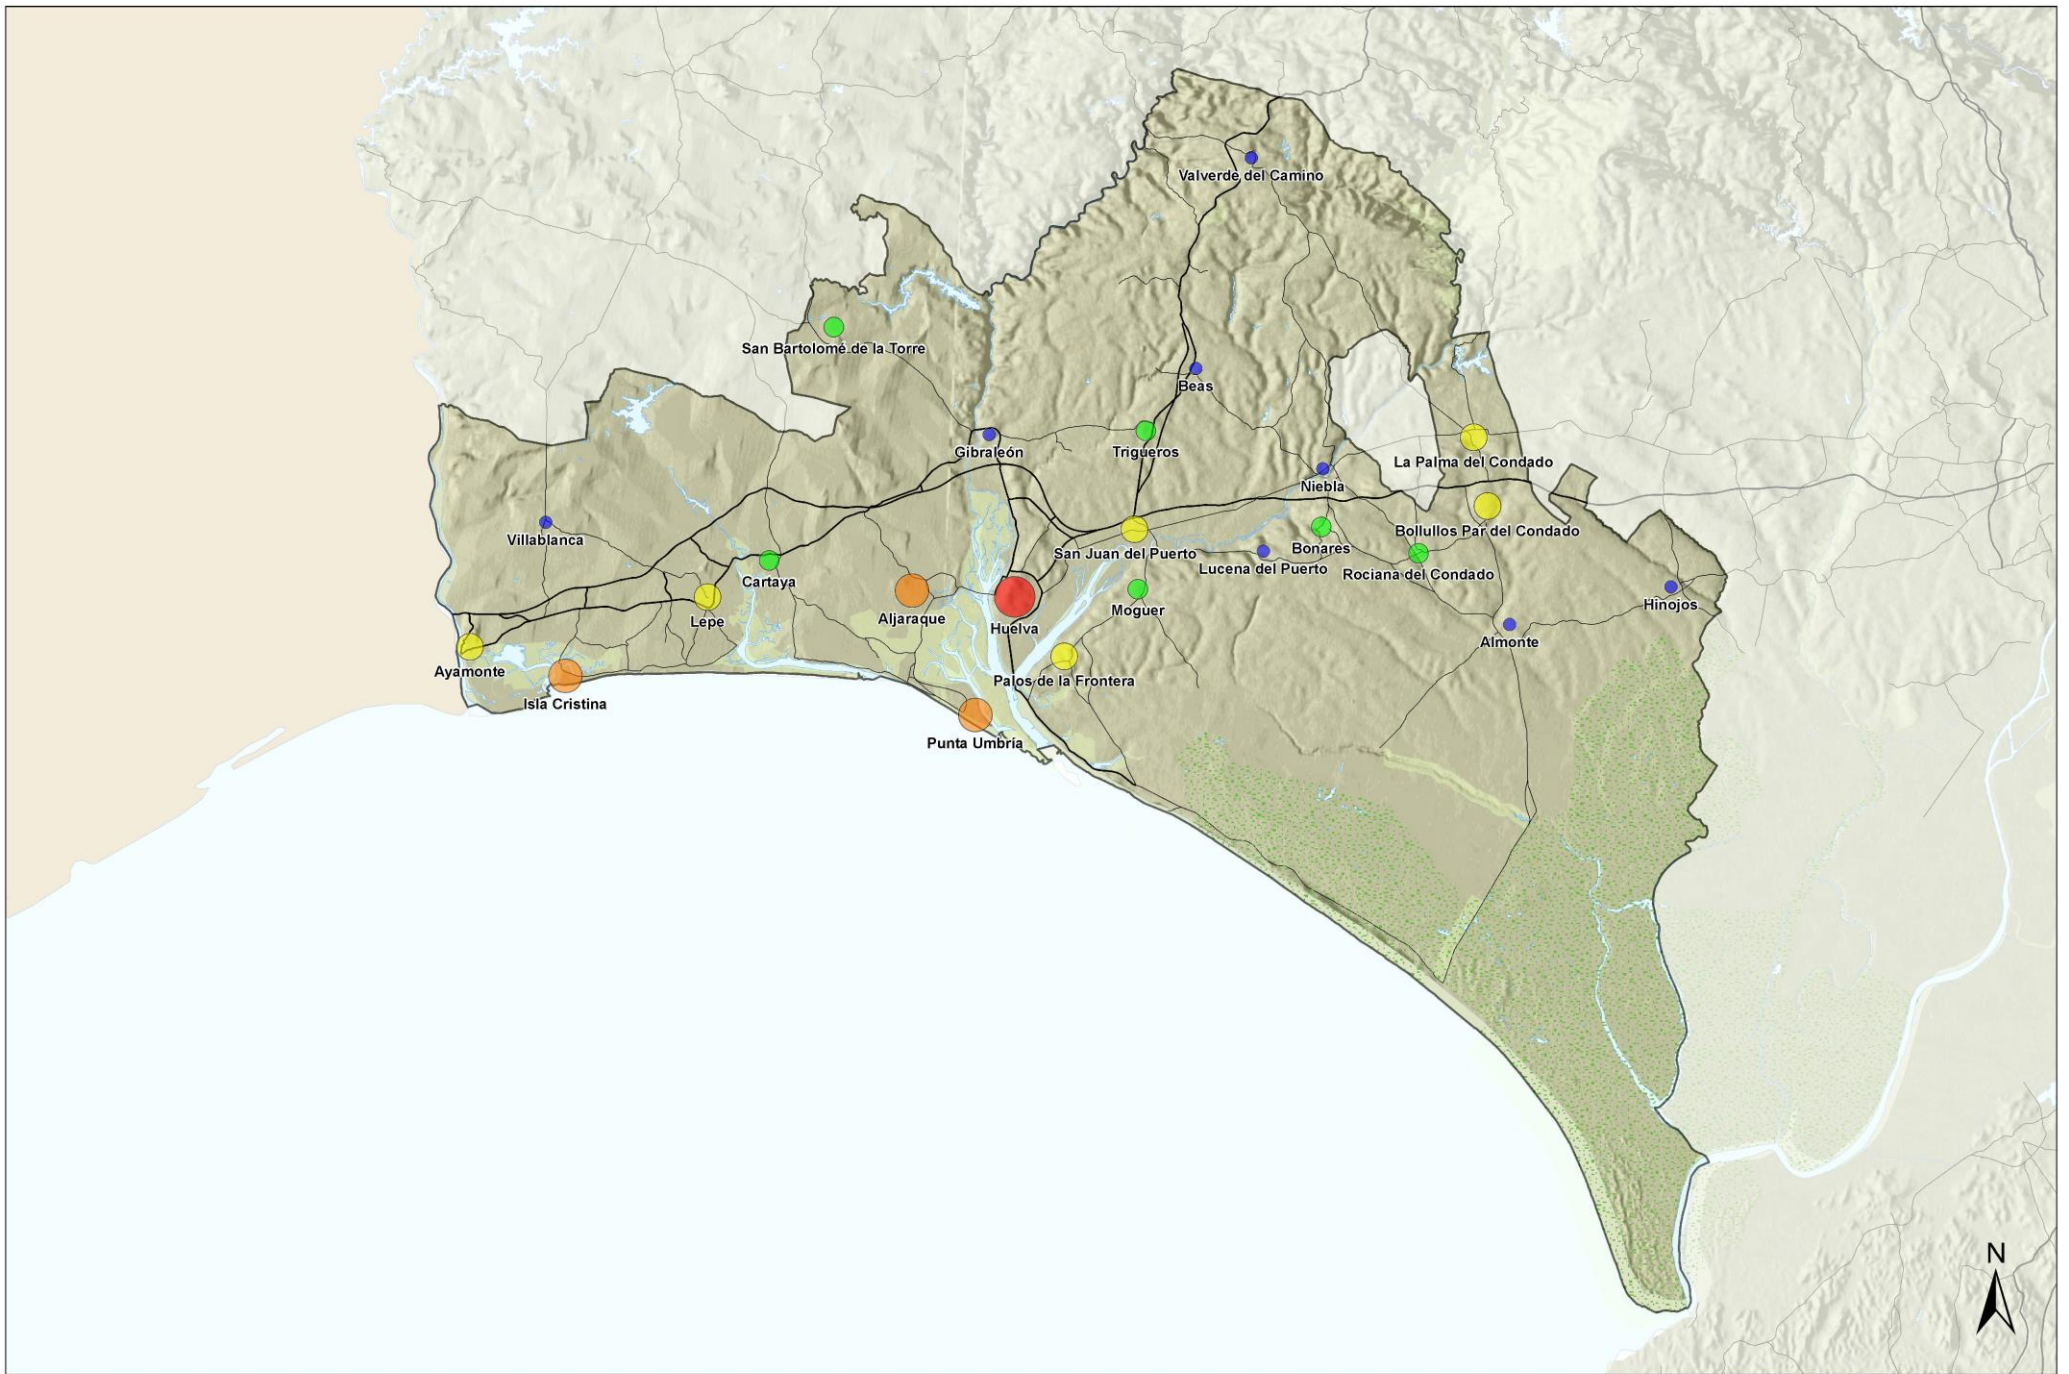 Valverde del Camino
San Bartolomé de la Torre
Beas
Gibraleón
Trigueros
La Palma del Condado
Niebla
Villablanca
Bollullos Par del Condado
San Juan del Puerto
Bonares
Lucena del Puerto
Rociana del Condado
Cartaya
Hinojos
Moguer
Aljaraque
Lepe
Huelva
Almonte
Ayamonte
Palos de la Frontera
Isla Cristina
Punta Umbría
N